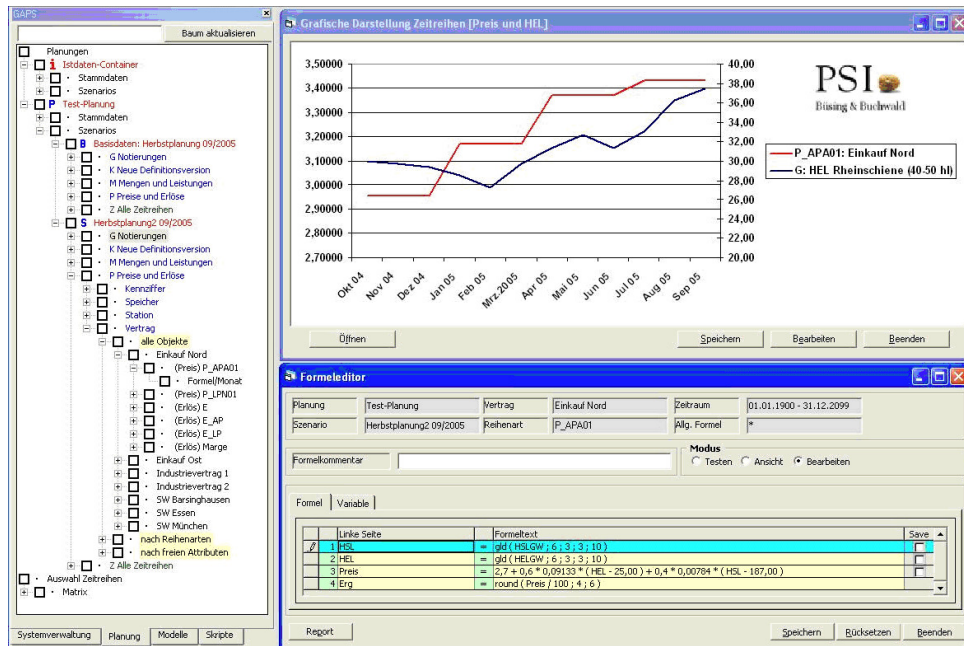 GAPS
Baum aktualisieren
Planungen
i Istdaten-Container
Stammdaten
Szenarios
P Test-Planung
Stammdaten
Szenarios
B Basisdaten: Herbstplanung 09/2005
G Notierungen
K Neue Definitionsversion
M Mengen und Leistungen
P Preise und Erlöse
Z Alle Zeitreihen
S Herbstplanung2 09/2005
G Notierungen
K Neue Definitionsversion
M Mengen und Leistungen
P Preise und Erlöse
Kennziffer
Speicher
Station
Vertrag
alle Objekte
Einkauf Nord
(Preis) P_APA01
Formel/Monat
(Preis) P_LPN01
(Erlös) E
(Erlös) E_AP
(Erlös) E_LP
(Erlös) Marge
Einkauf Ost
Industrievertrag 1
Industrievertrag 2
SW Barsinghausen
SW Essen
SW München
nach Reihenarten
nach freien Attributen
Z Alle Zeitreihen
Auswahl Zeitreihen
Matrix
Systemverwaltung Planung Modelle Skripte
Grafische Darstellung Zeitreihen [Preis und HEL]
3,50000 40,00
3,40000 38,00
36,00
3,30000 34,00
3,20000 32,00
3,10000 30,00
3,00000 28,00
26,00
2,90000 24,00
2,80000 22,00
2,70000 20,00
Okt 04 Nov 04 Dez 04 Jan 05 Feb 05 Mrz.2005 Apr 05 Mai 05 Jun 05 Jul 05 Aug 05 Sep 05
PSI
Büsing & Buchwald
P_APA01: Einkauf Nord
G: HEL Rheinschiene (40-50 hl)
Öffnen Speichern Bearbeiten Beenden
Formeleditor
Planung Test-Planung Vertrag Einkauf Nord Zeitraum 01.01.1900 - 31.12.2099
Szenario Herbstplanung2 09/2005 Reihenart P_APA01 Allg. Formel *
Formelkommentar
Modus
Testen Ansicht Bearbeiten
Formel Variable
Linke Seite Formeltext Save
1 HSL = gld ( HSLGW ; 6 ; 3 ; 3 ; 10 )
2 HEL = gld ( HELGW ; 6 ; 3 ; 3 ; 10 )
3 Preis = 2,7 + 0,6 * 0,09133 * ( HEL - 25,00 ) + 0,4 * 0,00784 * ( HSL - 187,00 )
4 Erg = round ( Preis / 100 ; 4 ; 6 )
Report Speichern Rücksetzen Beenden